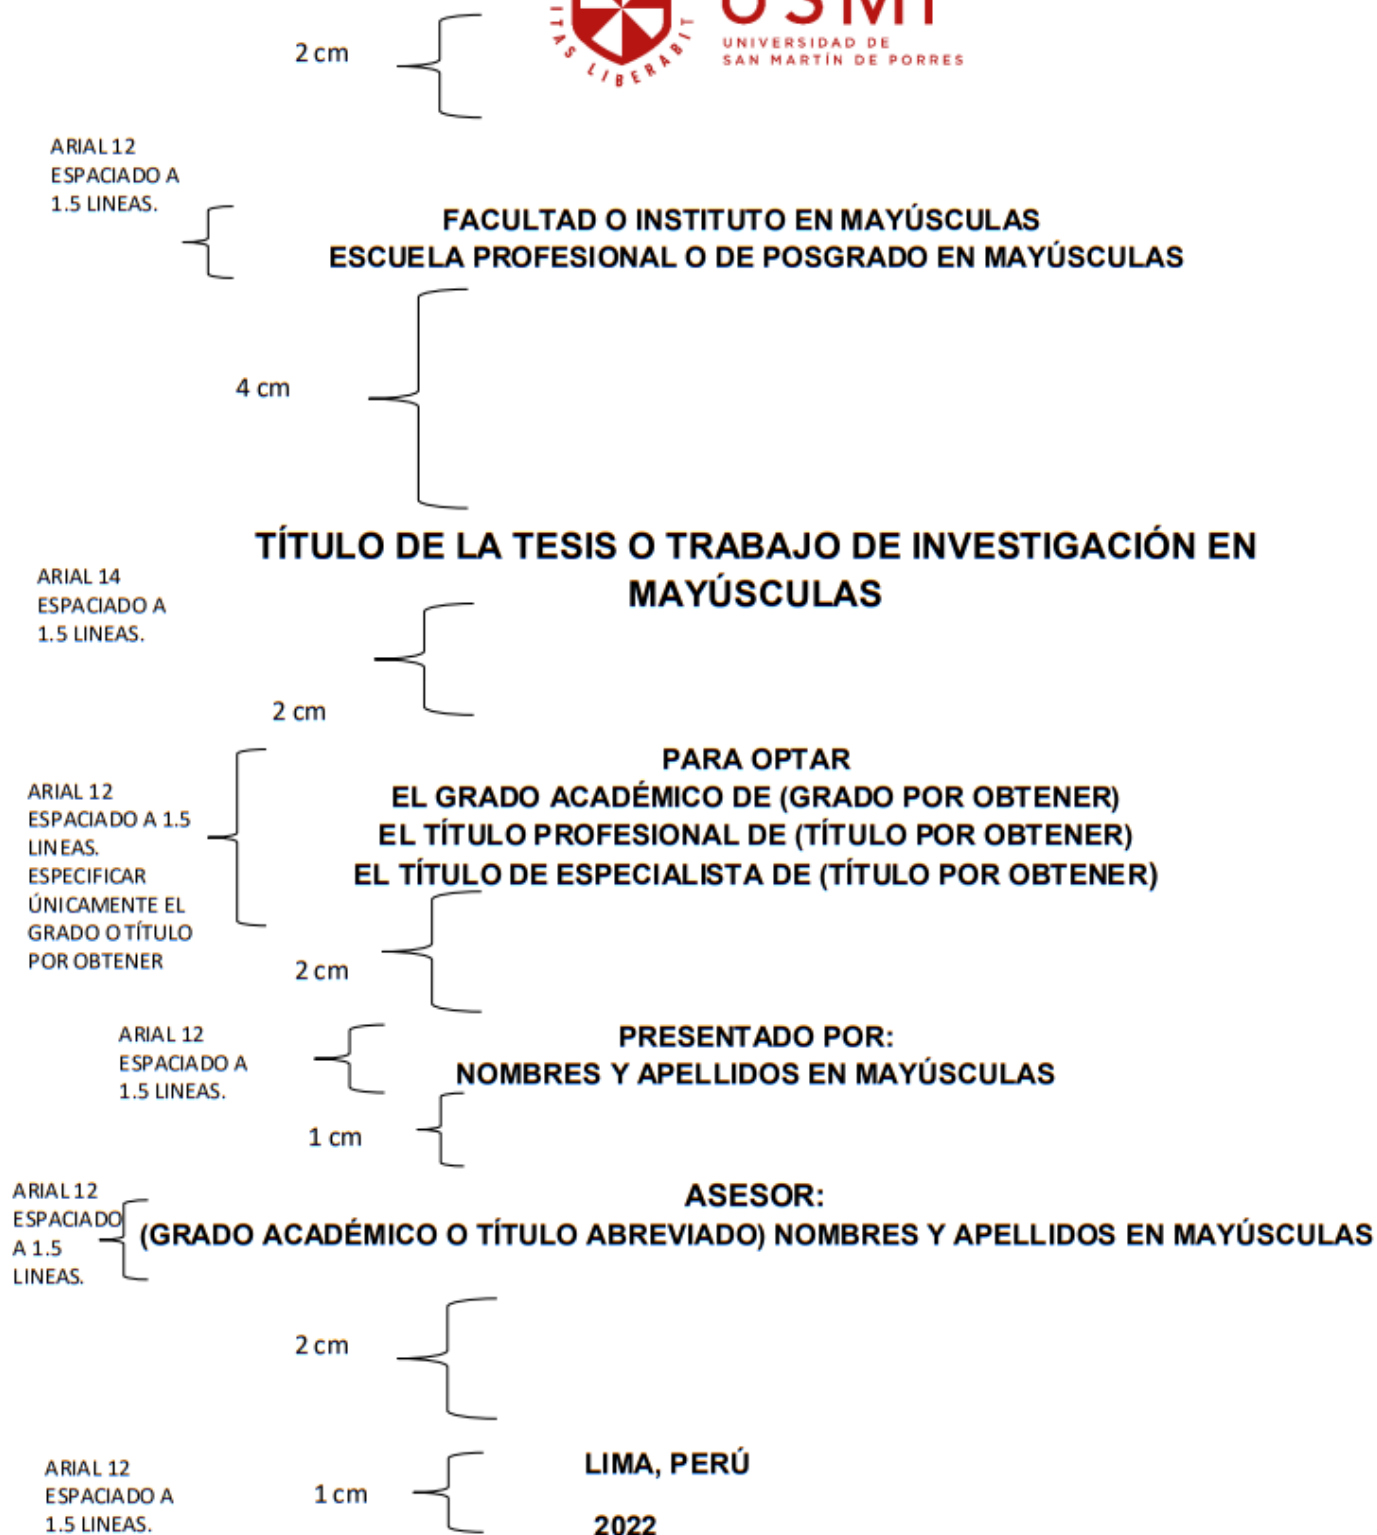 USMP
2 cm
ITAS LIBERABIT
UNIVERSIDAD DE
SAN MARTÍN DE PORRES
ARIAL 12
ESPACIADO A
1.5 LINEAS.
FACULTAD O INSTITUTO EN MAYÚSCULAS
ESCUELA PROFESIONAL O DE POSGRADO EN MAYÚSCULAS
4 cm
TÍTULO DE LA TESIS O TRABAJO DE INVESTIGACIÓN EN
MAYÚSCULAS
ARIAL 14
ESPACIADO A
1.5 LINEAS.
2 cm
PARA OPTAR
EL GRADO ACADÉMICO DE (GRADO POR OBTENER)
EL TÍTULO PROFESIONAL DE (TÍTULO POR OBTENER)
EL TÍTULO DE ESPECIALISTA DE (TÍTULO POR OBTENER)
ARIAL 12
ESPACIADO A 1.5
LINEAS.
ESPECIFICAR
ÚNICAMENTE EL
GRADO O TÍTULO
POR OBTENER
2 cm
ARIAL 12
ESPACIADO A
1.5 LINEAS.
PRESENTADO POR:
NOMBRES Y APELLIDOS EN MAYÚSCULAS
1 cm
ARIAL 12
ESPACIADO
A 1.5
LINEAS.
ASESOR:
(GRADO ACADÉMICO O TÍTULO ABREVIADO) NOMBRES Y APELLIDOS EN MAYÚSCULAS
2 cm
LIMA, PERÚ
ARIAL 12
ESPACIADO A
1.5 LINEAS.
1 cm
2022